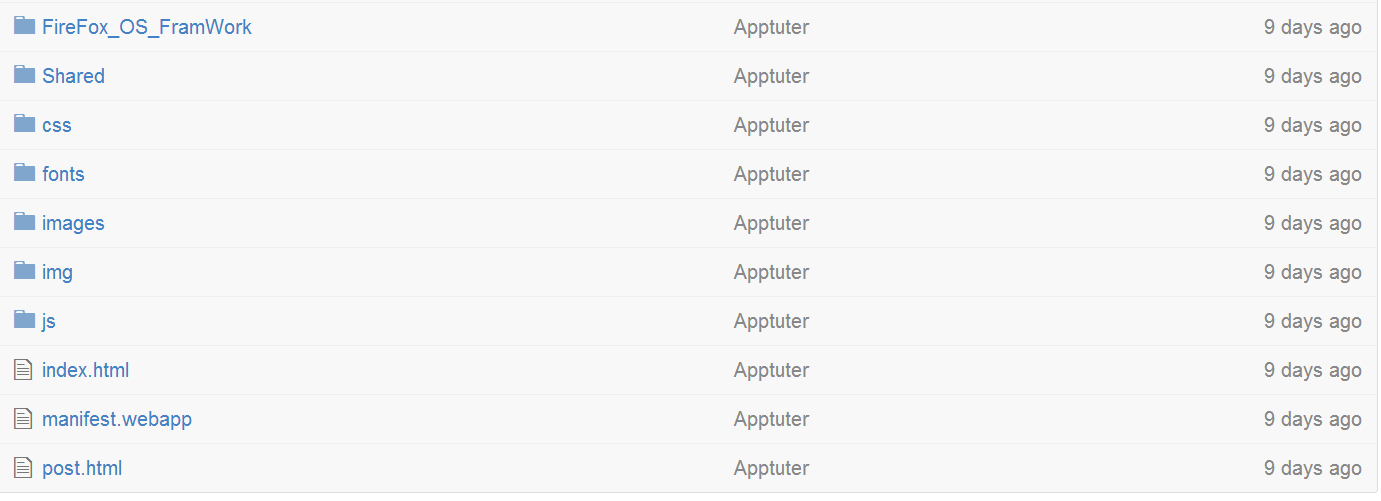 FireFox_OS_FramWork Apptuter 9 days ago
Shared Apptuter 9 days ago
css Apptuter 9 days ago
fonts Apptuter 9 days ago
images Apptuter 9 days ago
img Apptuter 9 days ago
js Apptuter 9 days ago
index.html Apptuter 9 days ago
manifest.webapp Apptuter 9 days ago
post.html Apptuter 9 days ago